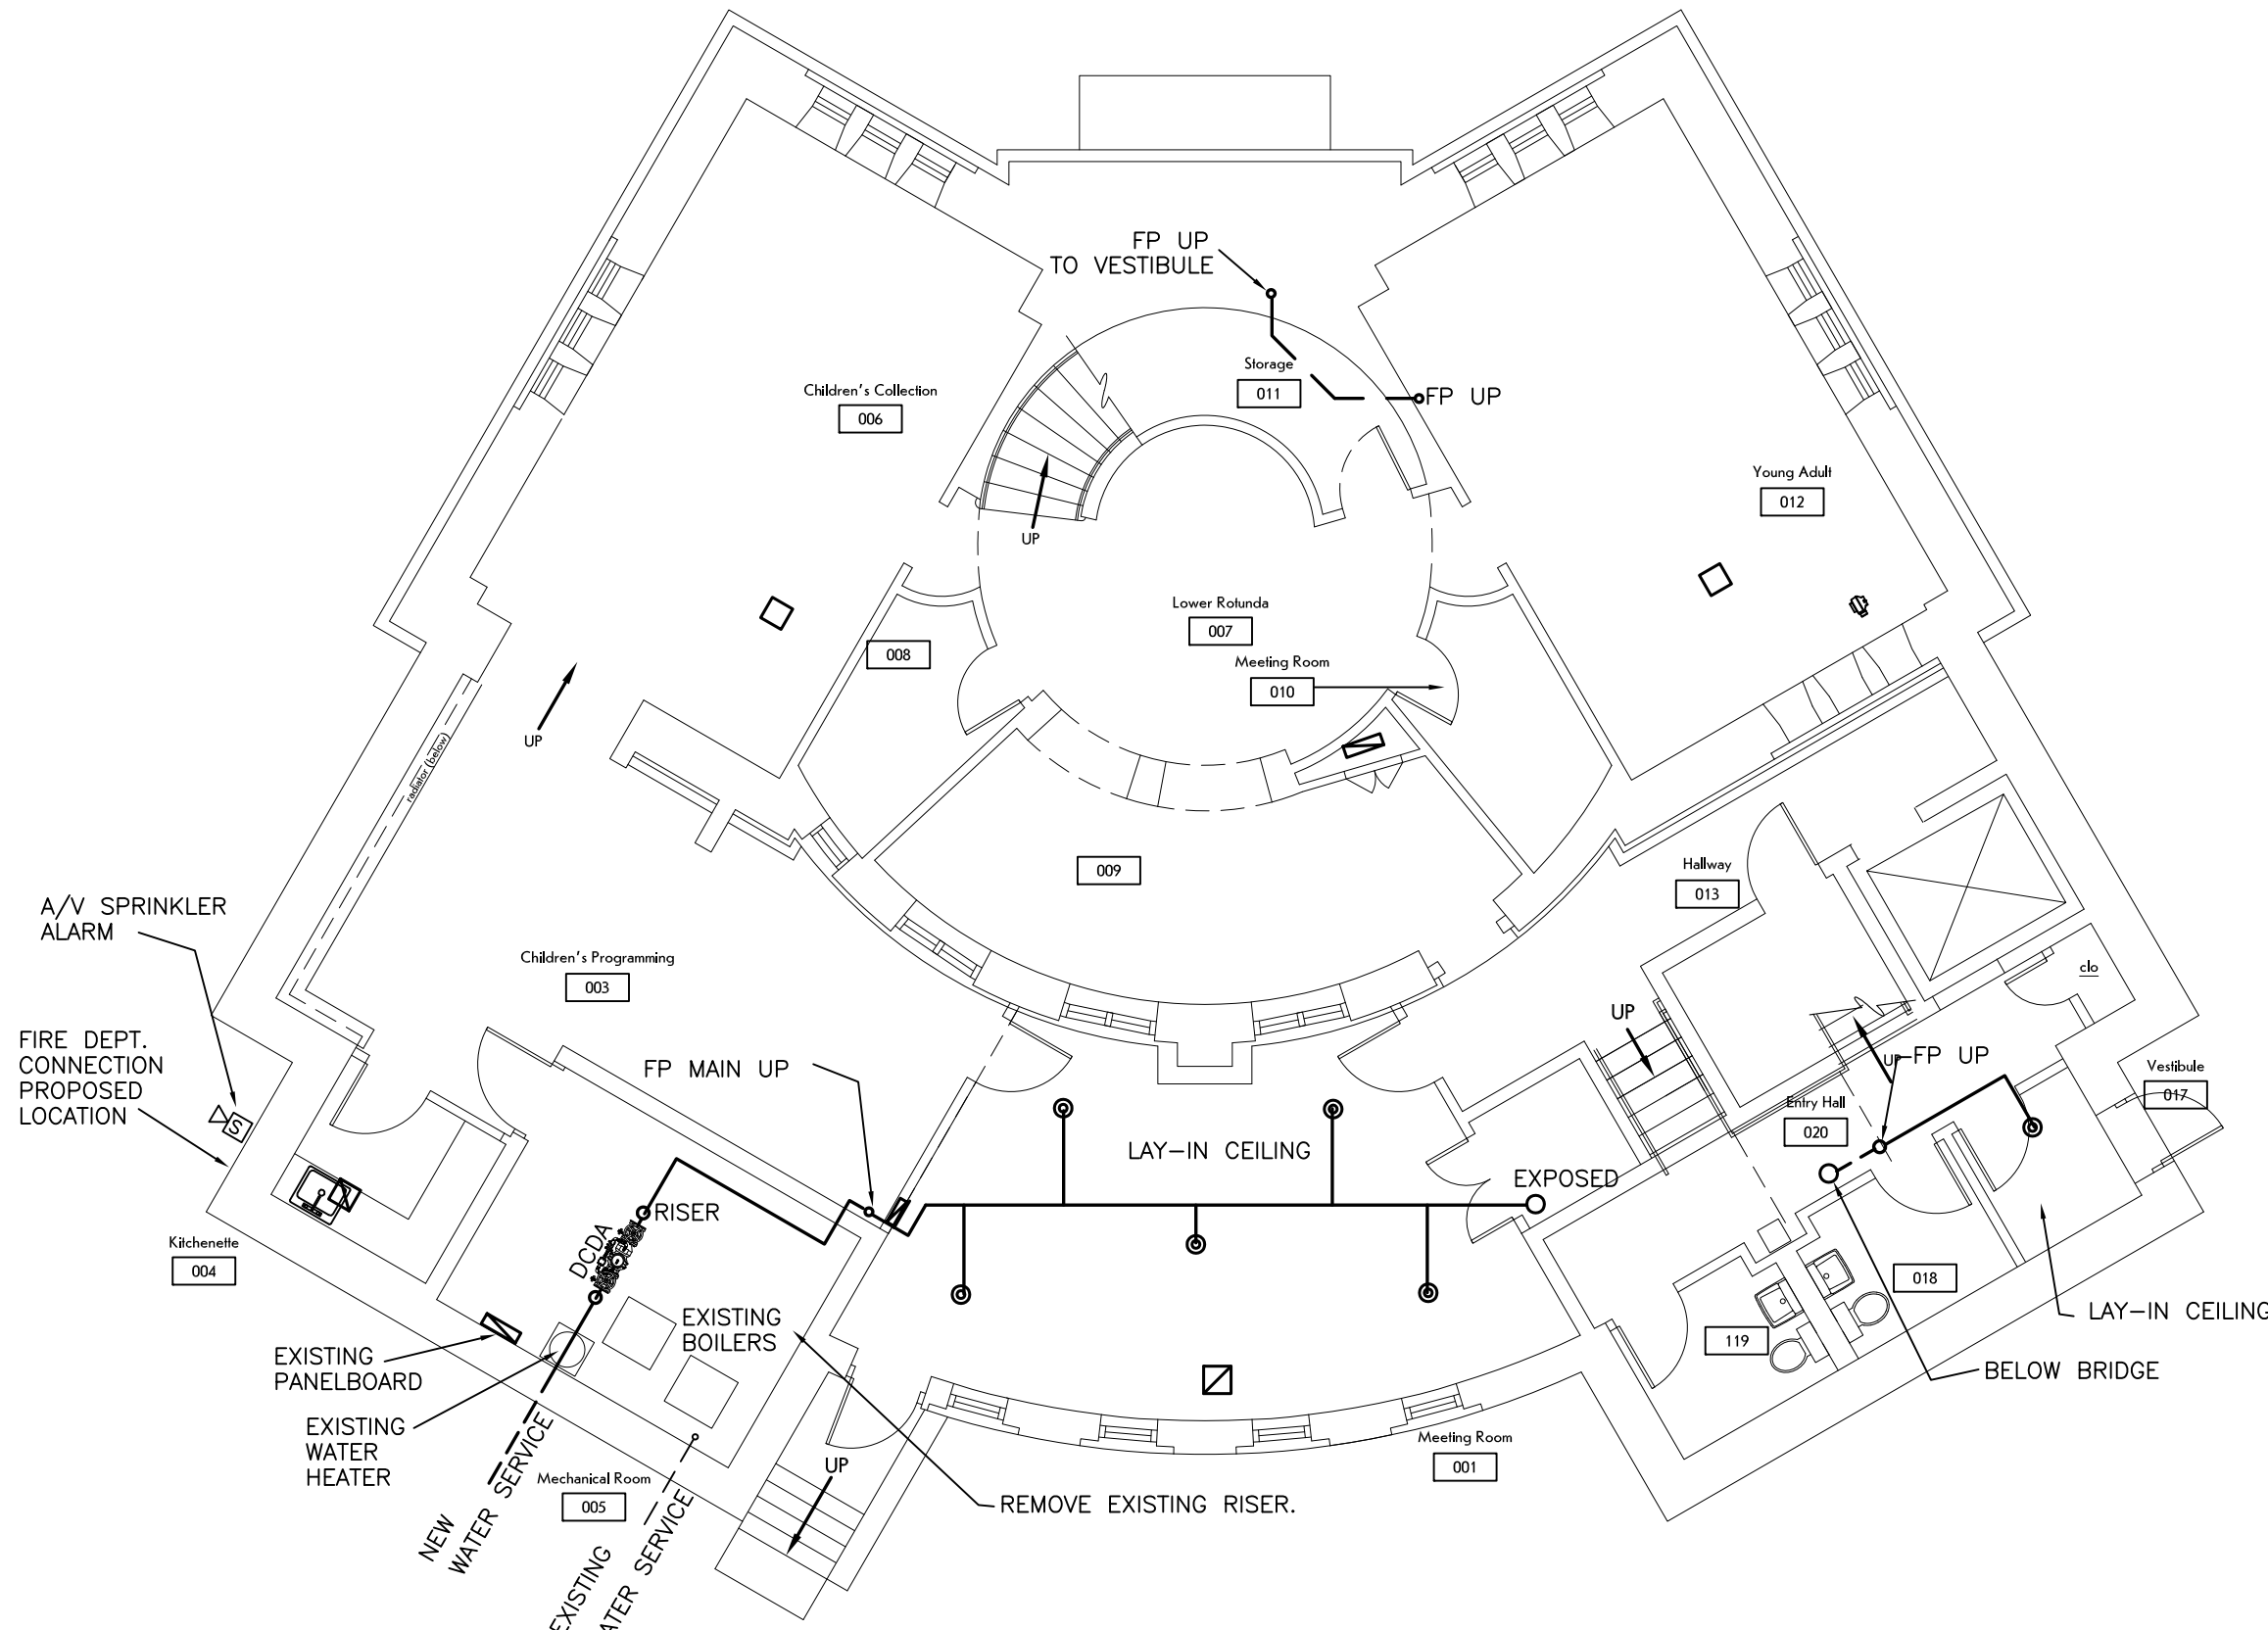 FP UP
TO VESTIBULE
Storage
011
FP UP
Children's Collection
006
Young Adult
012
UP
Lower Rotunda
007
008
Meeting Room
010
UP
radiator (below)
009
Hallway
013
A/V SPRINKLER
ALARM
Children's Programming
003
clo
UP
FIRE DEPT.
CONNECTION
PROPOSED
LOCATION
FP MAIN UP
UP
FP UP
Vestibule
017
Entry Hall
020
S
LAY-IN CEILING
EXPOSED
RISER
DCDA
Kitchenette
004
018
LAY-IN CEILING
EXISTING
BOILERS
119
EXISTING
PANELBOARD
BELOW BRIDGE
EXISTING
WATER
HEATER
Meeting Room
001
UP
Mechanical Room
005
REMOVE EXISTING RISER.
NEW
WATER SERVICE
EXISTING
ATER SERVICE